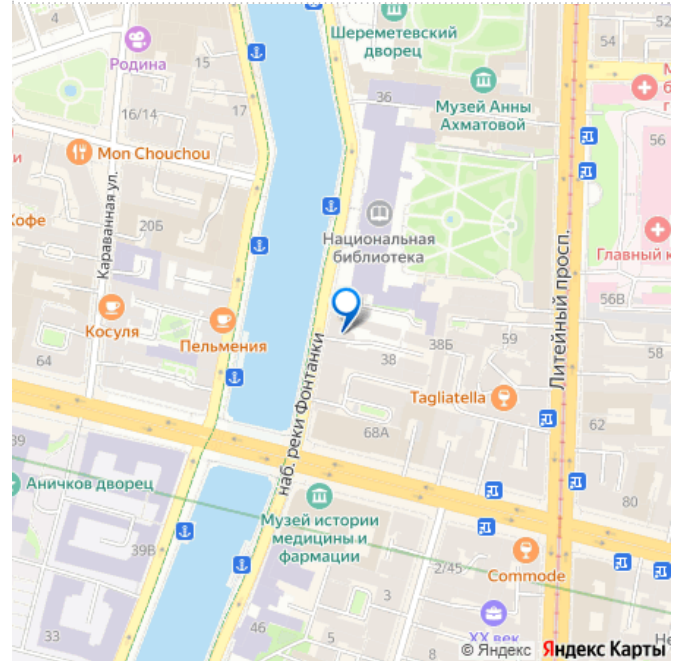 4
Шереметевский
дворец
54
52
Родина
15
36
Музей Анны
Ахматовой
16/14
17
56
Mon Chouchou
Караванная ул.
Кофе
20Б
Национальная
библиотека
Литейный просп.
Главный к
56В
Косуля
Пельмения
наб. реки Фонтанки
38Б
59
58
64
38
Tagliatella
68А
62
39
Аничков дворец
80
Музей истории
медицины и
фармации
39В
2/45
Commode
3
33
46
5
XX век
Не
© Яндекс Яндекс Карты